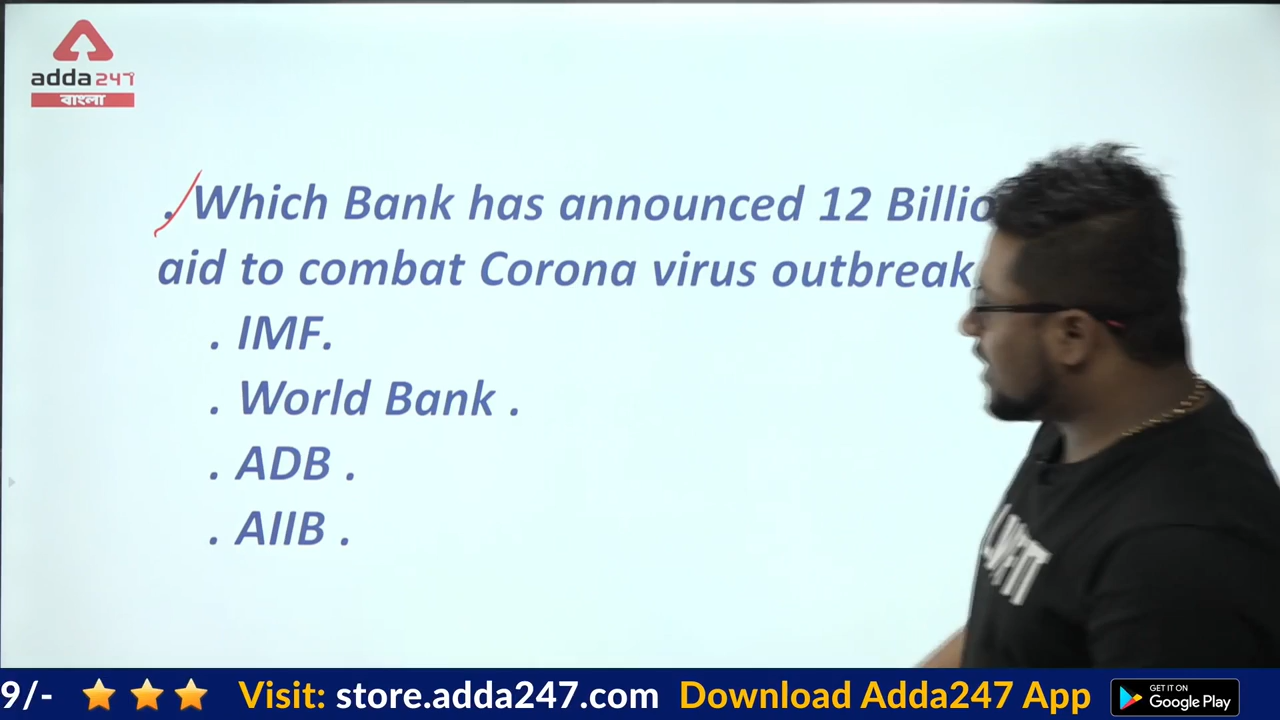 adda247
বাংলা
. Which Bank has announced 12 Billio
aid to combat Corona virus outbreak
. IMF.
. World Bank .
. ADB .
. AIIB .
9/- Visit: store.adda247.com Download Adda247 App GET IT ON
Google Play